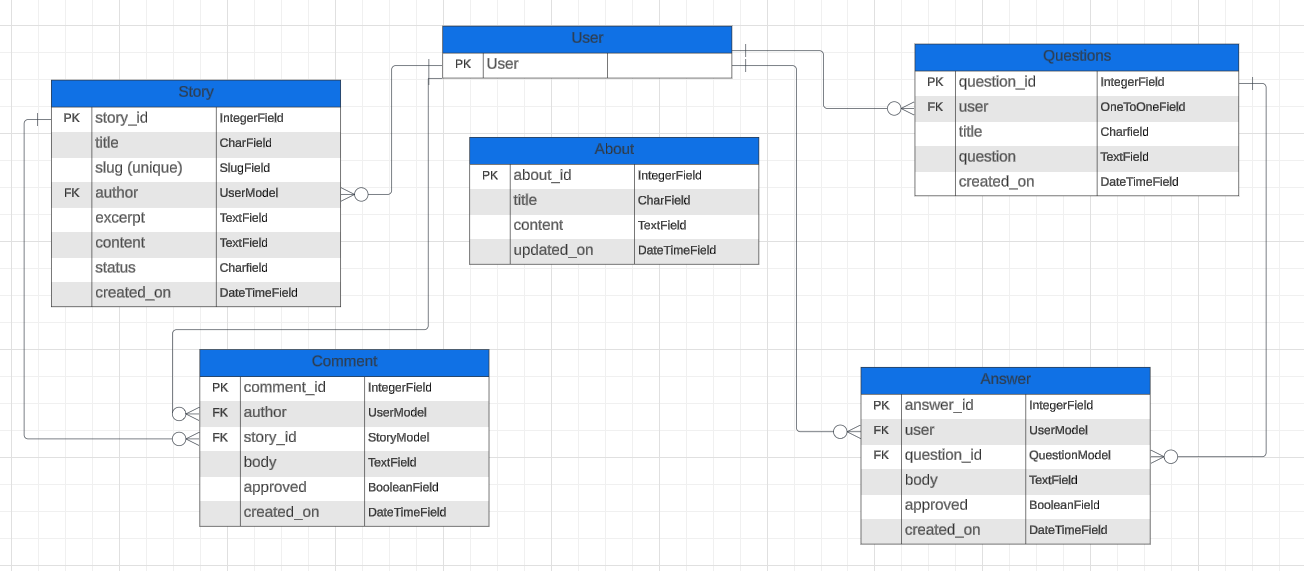 User
PK User
Story
PK story_id IntegerField
title CharField
slug (unique) SlugField
FK author UserModel
excerpt TextField
content TextField
status Charfield
created_on DateTimeField
About
PK about_id IntegerField
title CharField
content TextField
updated_on DateTimeField
Questions
PK question_id IntegerField
FK user OneToOneField
title Charfield
question TextField
created_on DateTimeField
Comment
PK comment_id IntegerField
FK author UserModel
FK story_id StoryModel
body TextField
approved BooleanField
created_on DateTimeField
Answer
PK answer_id IntegerField
FK user UserModel
FK question_id QuestionModel
body TextField
approved BooleanField
created_on DateTimeField